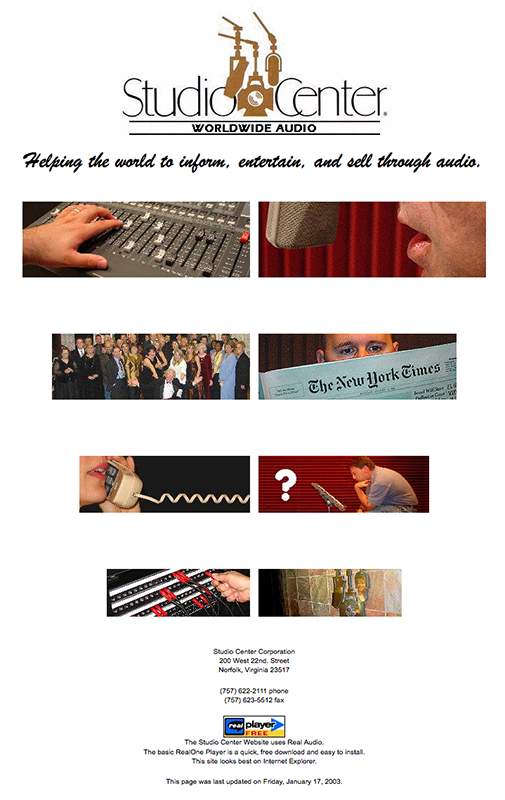 Studio Center®
WORLDWIDE AUDIO
Helping the world to inform, entertain, and sell through audio.
The New York Times
?
Studio Center Corporation
200 West 22nd. Street
Norfolk, Virginia 23517
(757) 622-2111 phone
(757) 623-5512 fax
real player
FREE
The Studio Center Website uses Real Audio.
The basic RealOne Player is a quick, free download and easy to install.
This site looks best on Internet Explorer.
This page was last updated on Friday, January 17, 2003.